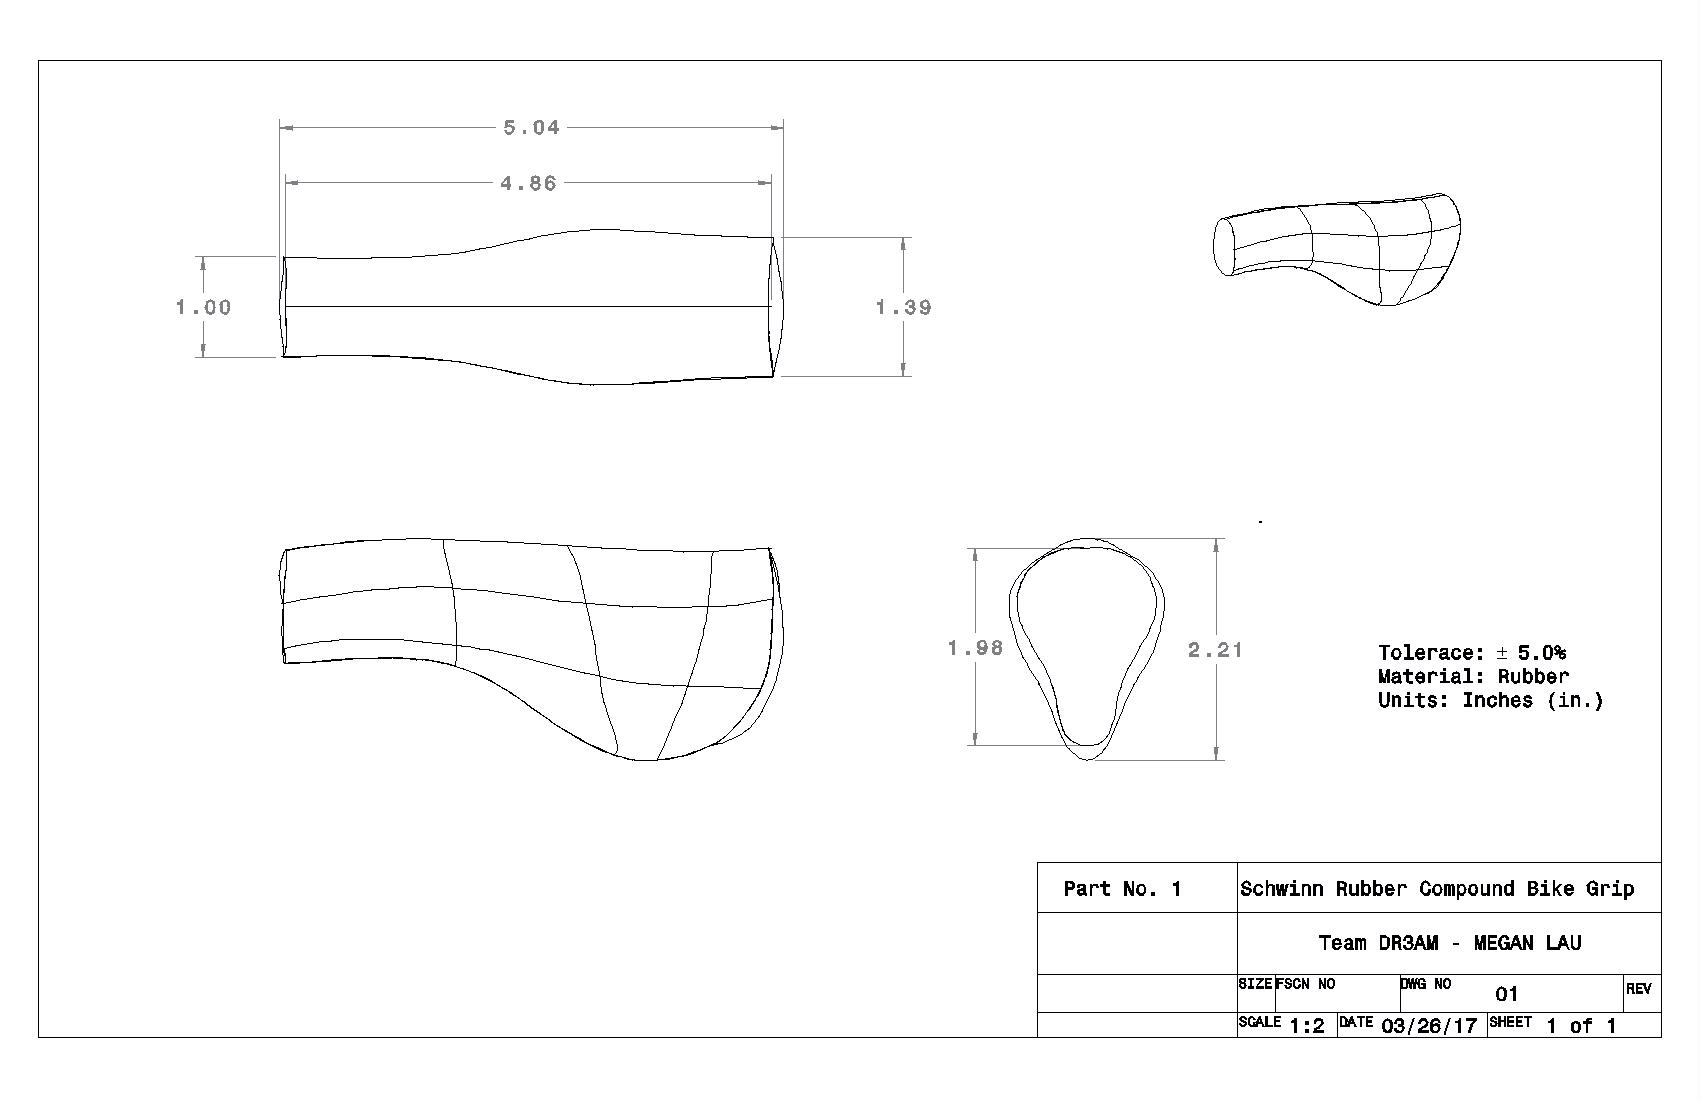 5.04
4.86
1.00
1.39
1.98
2.21
Tolerace: ± 5.0%
Material: Rubber
Units: Inches (in.)
Part No. 1
Schwinn Rubber Compound Bike Grip
Team DR3AM - MEGAN LAU
SIZE FSCN NO DWG NO 01 REV
SCALE 1:2 DATE 03/26/17 SHEET 1 of 1